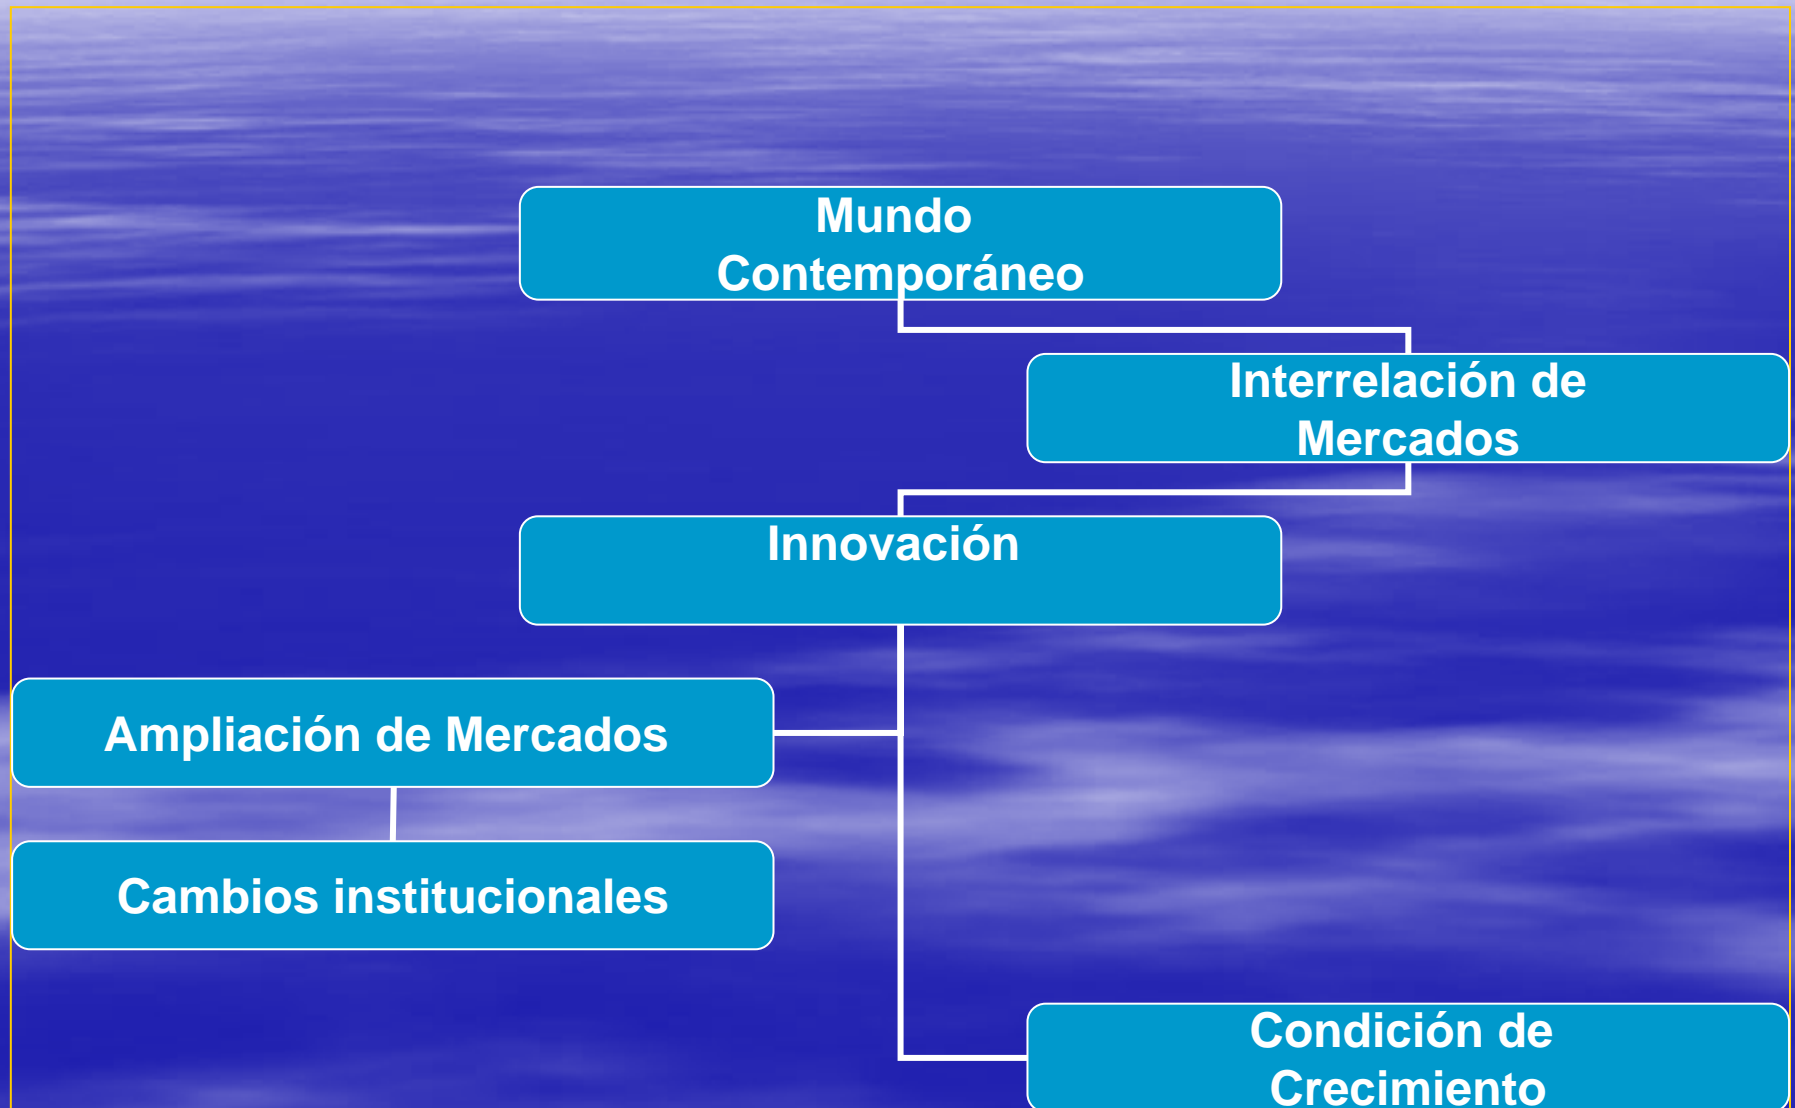 Mundo
Contemporáneo
Interrelación de
Mercados
Innovación
Ampliación de Mercados
Cambios institucionales
Condición de
Crecimiento